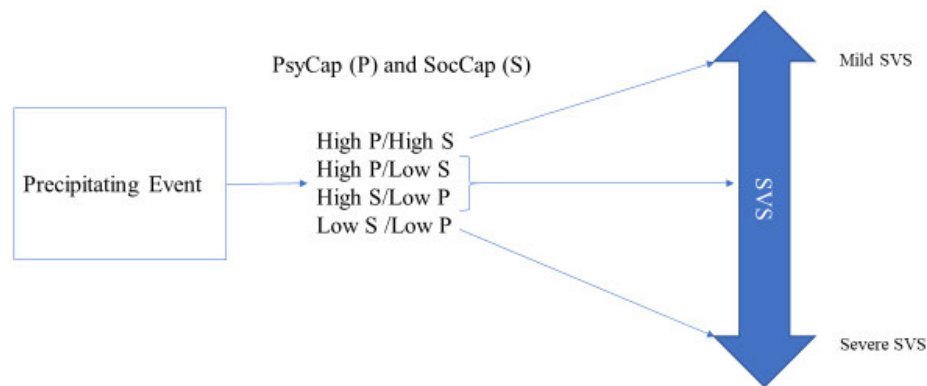 PsyCap (P) and SocCap (S)
Mild SVS
Precipitating Event
High P/High S
High P/Low S
High S/Low P
Low S /Low P
SVS
Severe SVS